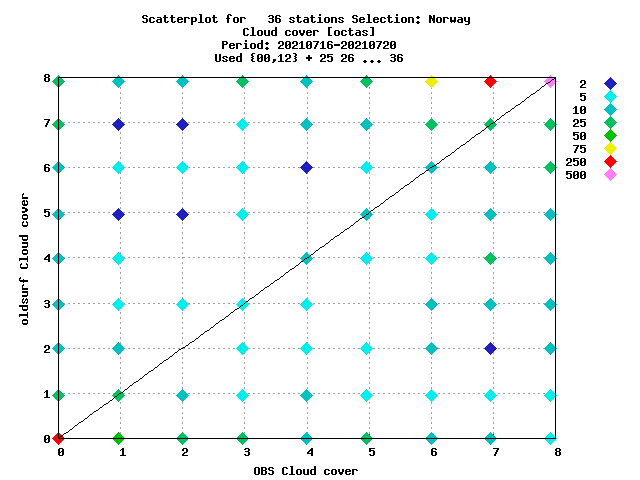 Scatterplot for   36 stations Selection: Norway
Cloud cover [octas]
Period: 20210716-20210720
Used {00,12} + 25 26 ... 36
8
7
6
5
4
3
2
1
0
oldsurf Cloud cover
0 1 2 3 4 5 6 7 8
OBS Cloud cover
2
5
10
25
50
75
250
500